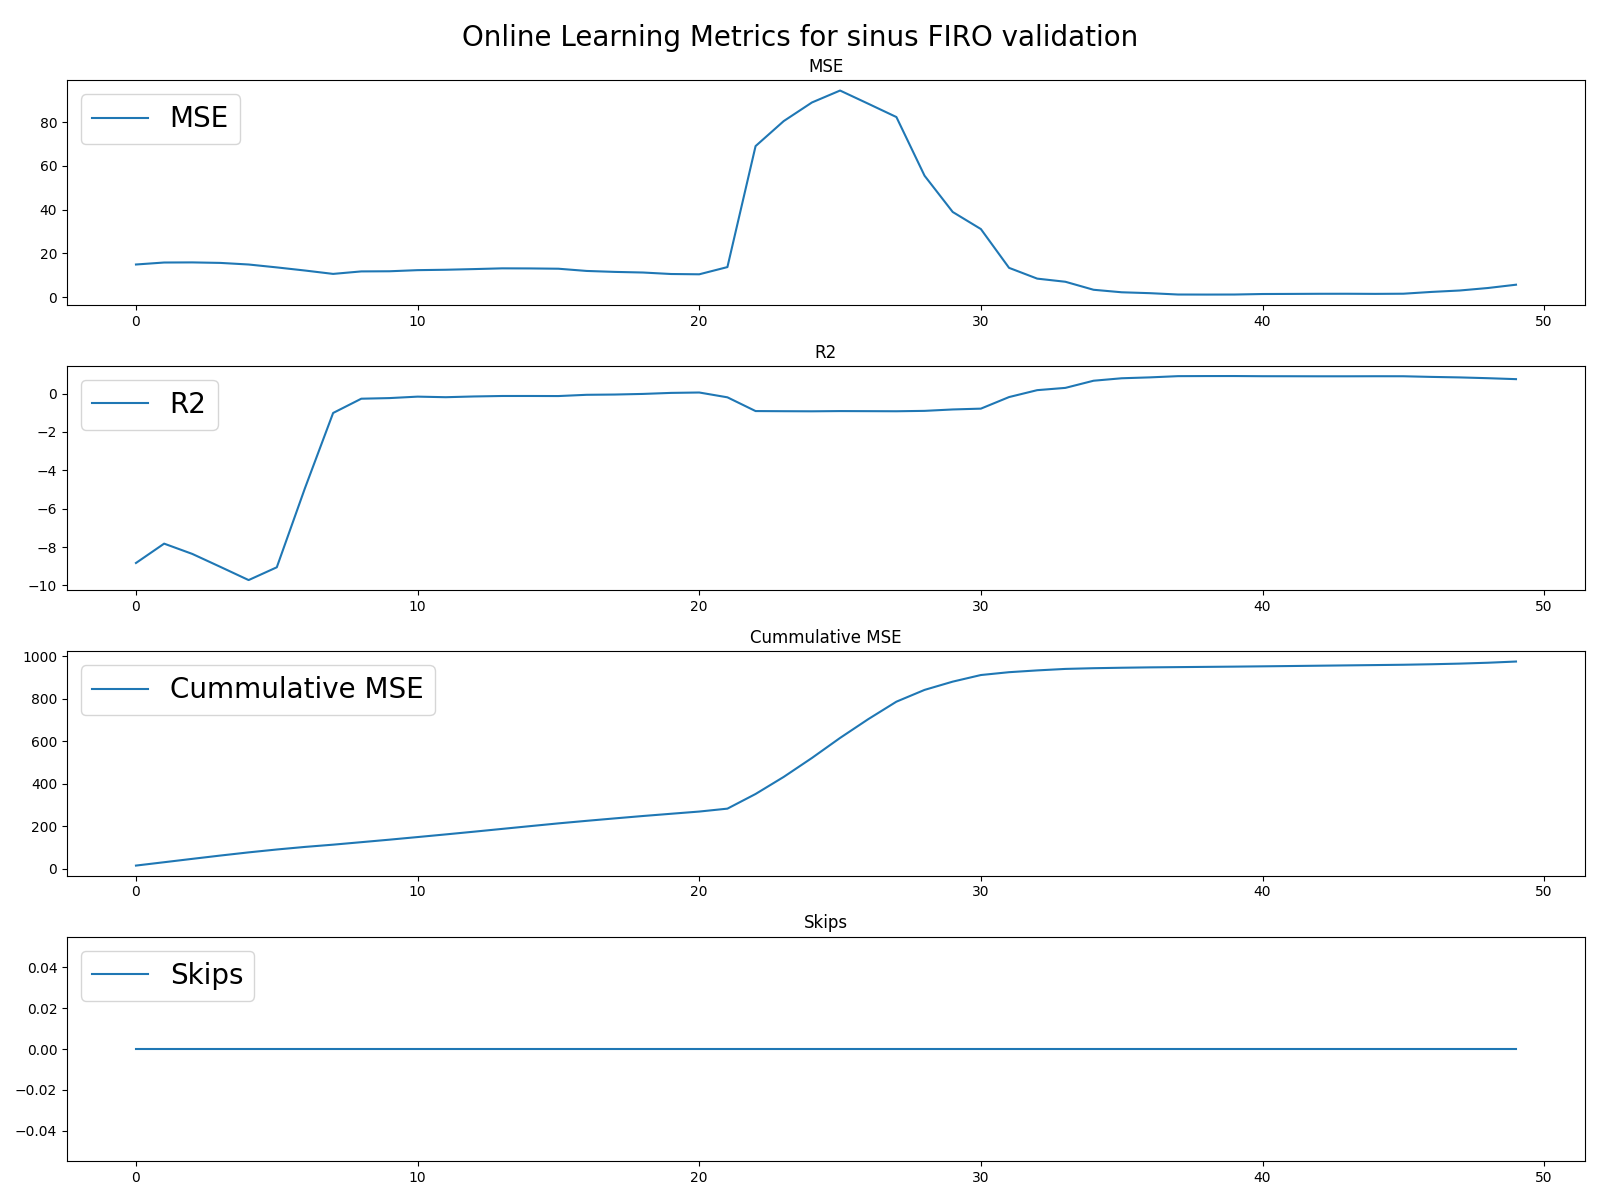 Online Learning Metrics for sinus FIRO validation
MSE
MSE
80
60
40
20
0
0 10 20 30 40 50
R2
R2
0
−2
−4
−6
−8
−10
0 10 20 30 40 50
Cummulative MSE
Cummulative MSE
1000
800
600
400
200
0
0 10 20 30 40 50
Skips
Skips
0.04
0.02
0.00
−0.02
−0.04
0 10 20 30 40 50